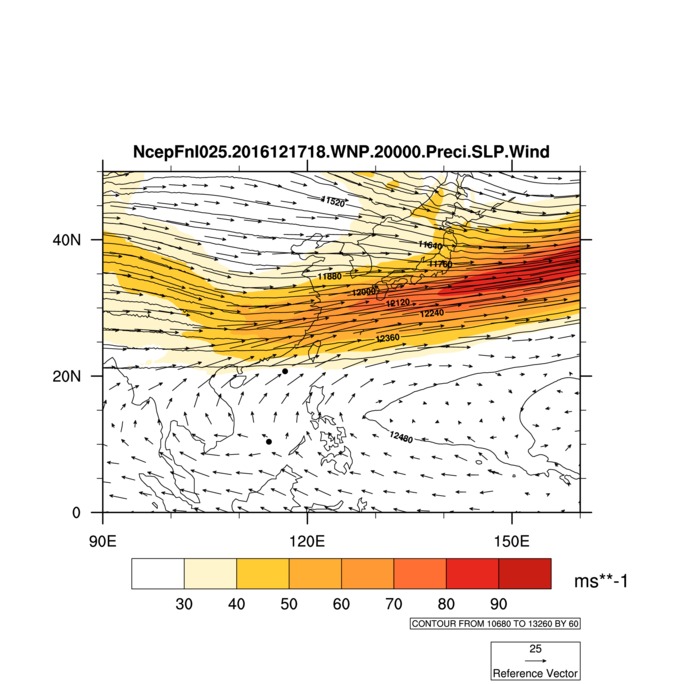 NcepFnl025.2016121718.WNP.20000.Preci.SLP.Wind
11520
40N
11640
11760
11880
12000
12120
12240
12360
20N
12480
0
90E 120E 150E
ms**-1
30 40 50 60 70 80 90
CONTOUR FROM 10680 TO 13260 BY 60
25
Reference Vector